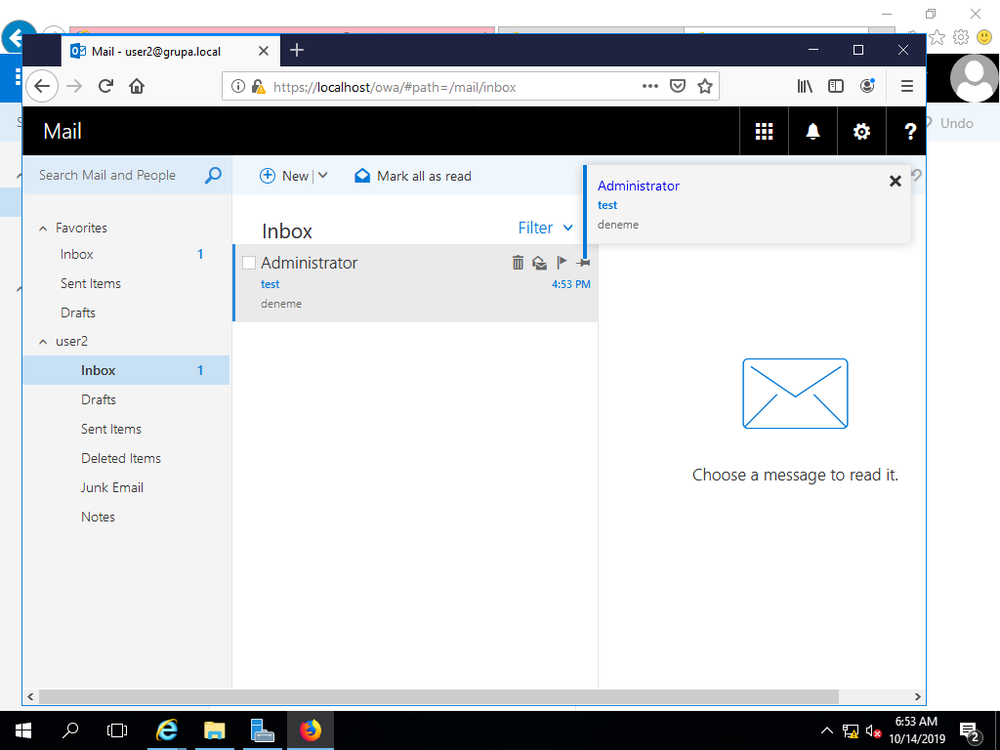 Mail - user2@grupa.local
https://localhost/owa/#path=/mail/inbox
Undo
Mail
Search Mail and People
New
Mark all as read
Administrator
test
deneme
Favorites
Inbox 1
Sent Items
Drafts
user2
Inbox 1
Drafts
Sent Items
Deleted Items
Junk Email
Notes
Inbox
Filter
Administrator
test
4:53 PM
deneme
Choose a message to read it.
6:53 AM
10/14/2019
2